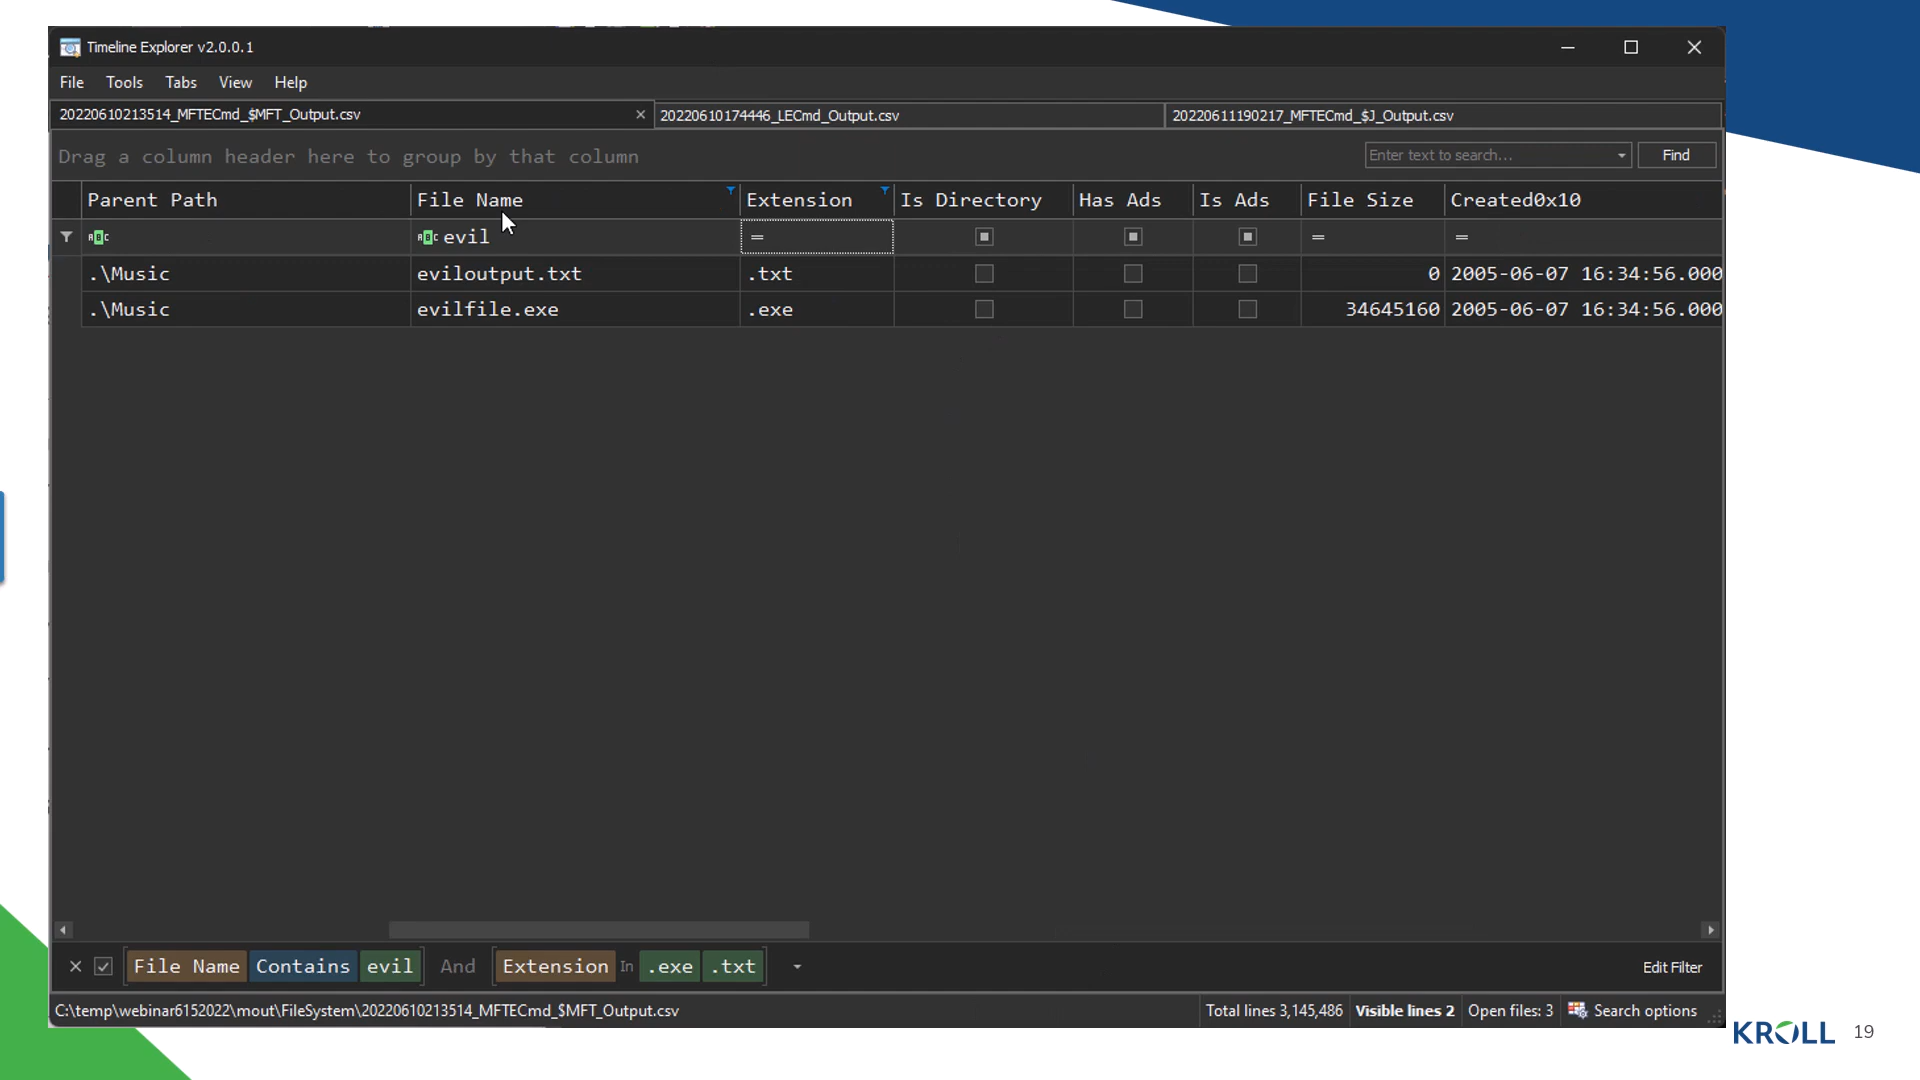 Timeline Explorer v2.0.0.1
File Tools Tabs View Help
20220610213514_MFTECmd_$MFT_Output.csv 20220610174446_LECmd_Output.csv 20220611190217_MFTECmd_$J_Output.csv
Drag a column header here to group by that column Enter text to search... Find
Parent Path File Name Extension Is Directory Has Ads Is Ads File Size Created0x10
evil = = =
.\Music eviloutput.txt .txt 0 2005-06-07 16:34:56.000
.\Music evilfile.exe .exe 34645160 2005-06-07 16:34:56.000
File Name Contains evil And Extension In .exe .txt Edit Filter
C:\temp\webinar6152022\mout\FileSystem\20220610213514_MFTECmd_$MFT_Output.csv Total lines 3,145,486 Visible lines 2 Open files: 3 Search options
KROLL 19